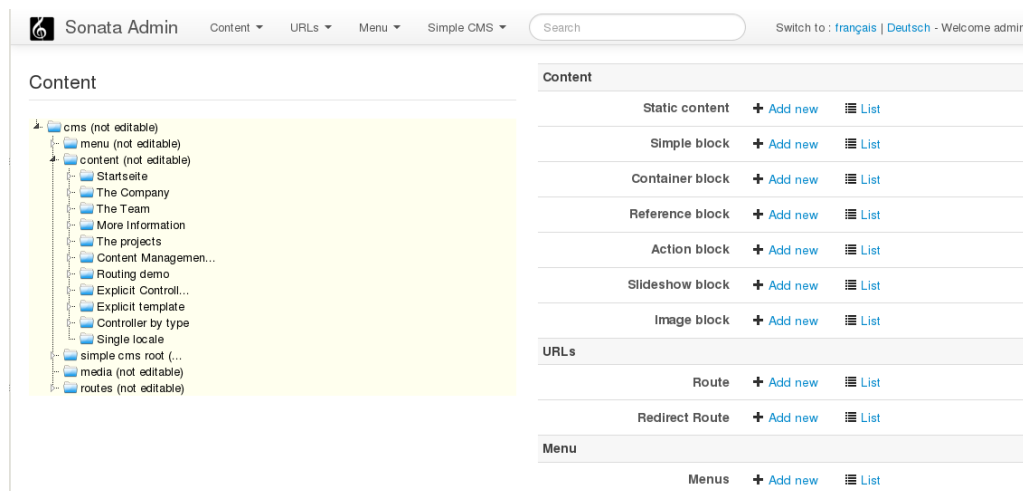 Sonata Admin Content URLs Menu Simple CMS Search Switch to : français | Deutsch - Welcome admin
Content
cms (not editable)
menu (not editable)
content (not editable)
Startseite
The Company
The Team
More Information
The projects
Content Managemen...
Routing demo
Explicit Controll...
Explicit template
Controller by type
Single locale
simple cms root (...
media (not editable)
routes (not editable)
Content
Static content Add new List
Simple block Add new List
Container block Add new List
Reference block Add new List
Action block Add new List
Slideshow block Add new List
Image block Add new List
URLs
Route Add new List
Redirect Route Add new List
Menu
Menus Add new List